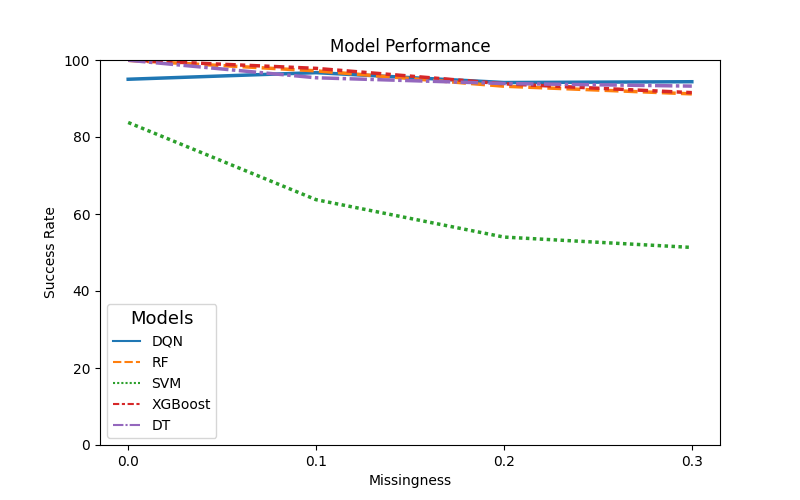 Model Performance
Success Rate
100
80
60
40
20
0
Models
DQN
RF
SVM
XGBoost
DT
0.0 0.1 0.2 0.3
Missingness